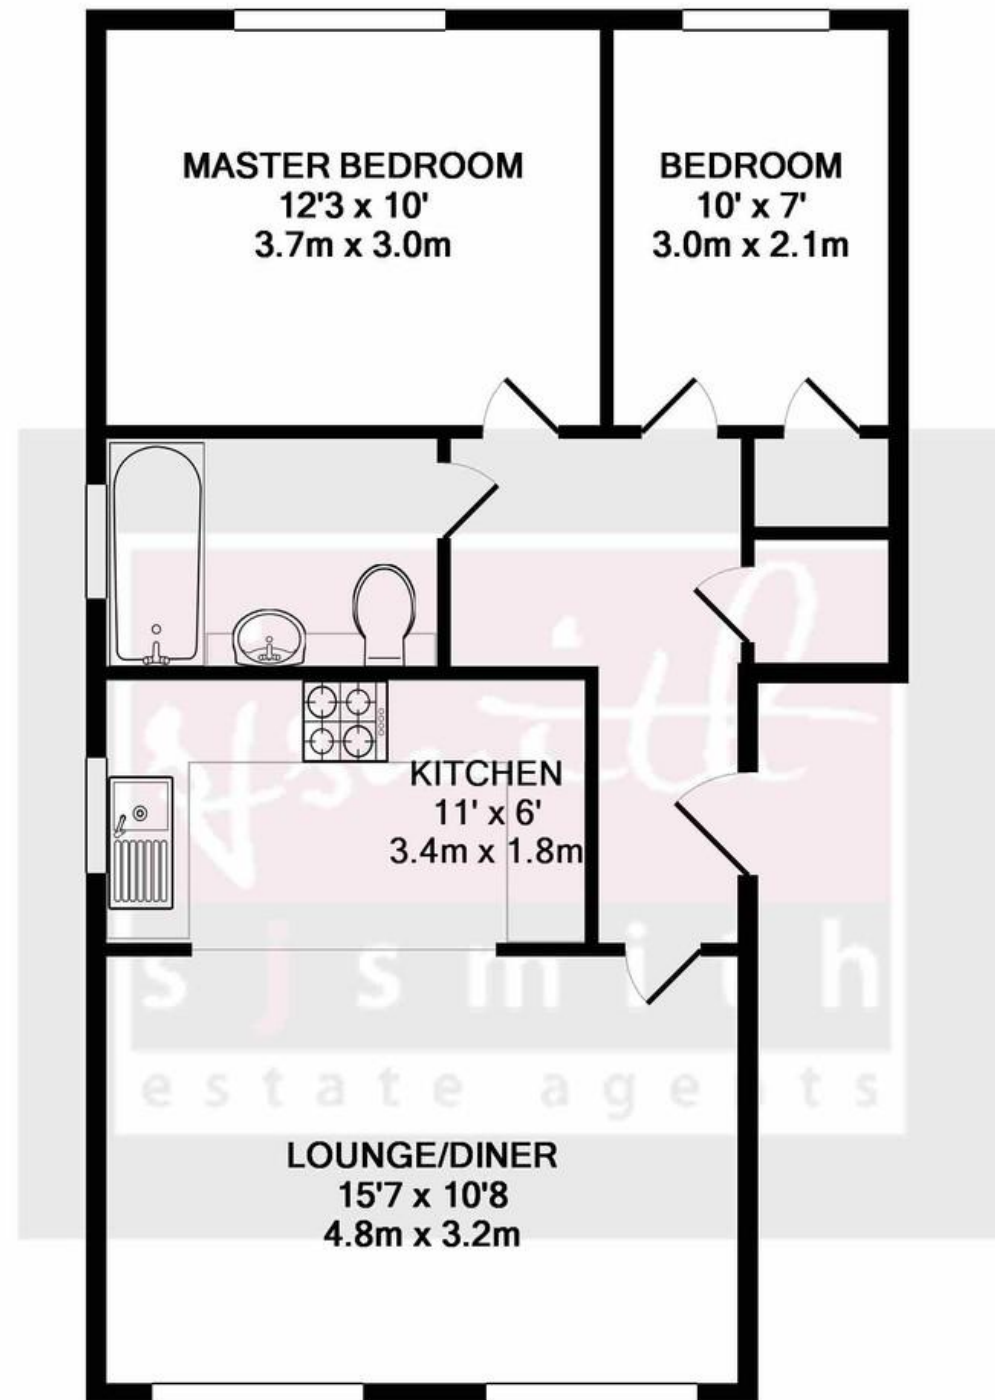 MASTER BEDROOM
12'3 x 10'
3.7m x 3.0m
BEDROOM
10' x 7'
3.0m x 2.1m
KITCHEN
11' x 6'
3.4m x 1.8m
sjsmith
sjsmith
estate agents
LOUNGE/DINER
15'7 x 10'8
4.8m x 3.2m